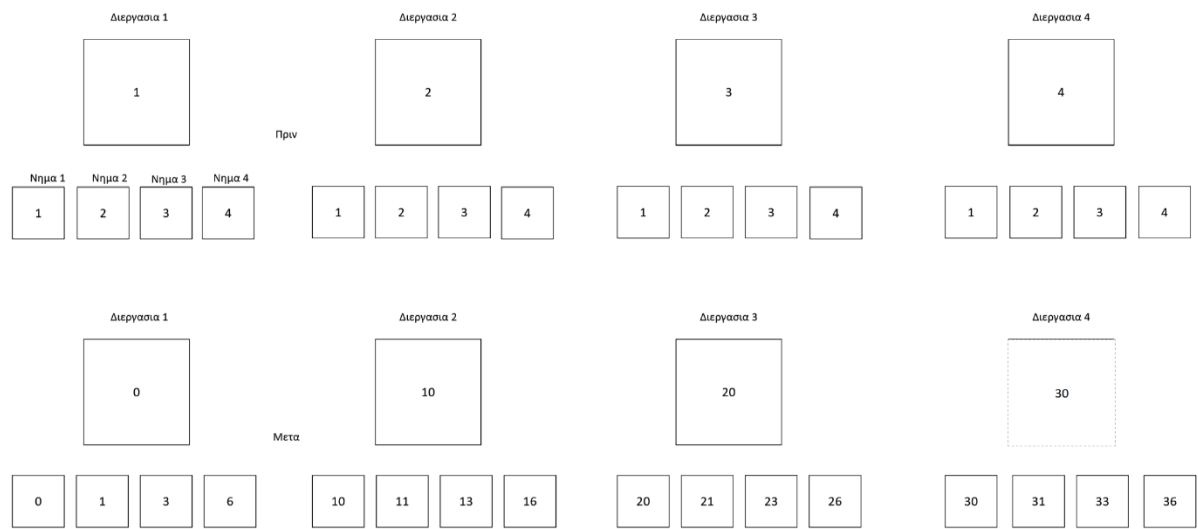 Διεργασια 1 Διεργασια 2 Διεργασια 3 Διεργασια 4
1 2 3 4
Πριν
Νημα 1 Νημα 2 Νημα 3 Νημα 4
1 2 3 4 1 2 3 4 1 2 3 4 1 2 3 4
Διεργασια 1 Διεργασια 2 Διεργασια 3 Διεργασια 4
0 10 20 30
Μετα
0 1 3 6 10 11 13 16 20 21 23 26 30 31 33 36